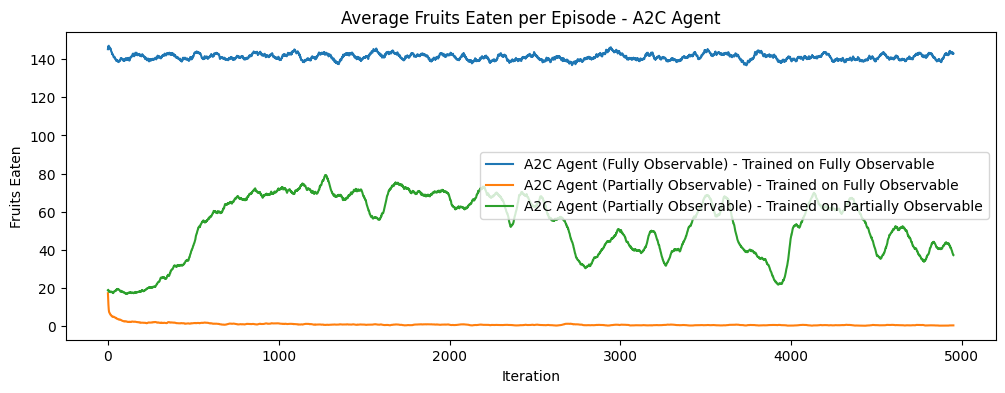 Average Fruits Eaten per Episode - A2C Agent
140
120
100
80
60
40
20
0
Fruits Eaten
A2C Agent (Fully Observable) - Trained on Fully Observable
A2C Agent (Partially Observable) - Trained on Fully Observable
A2C Agent (Partially Observable) - Trained on Partially Observable
0 1000 2000 3000 4000 5000
Iteration